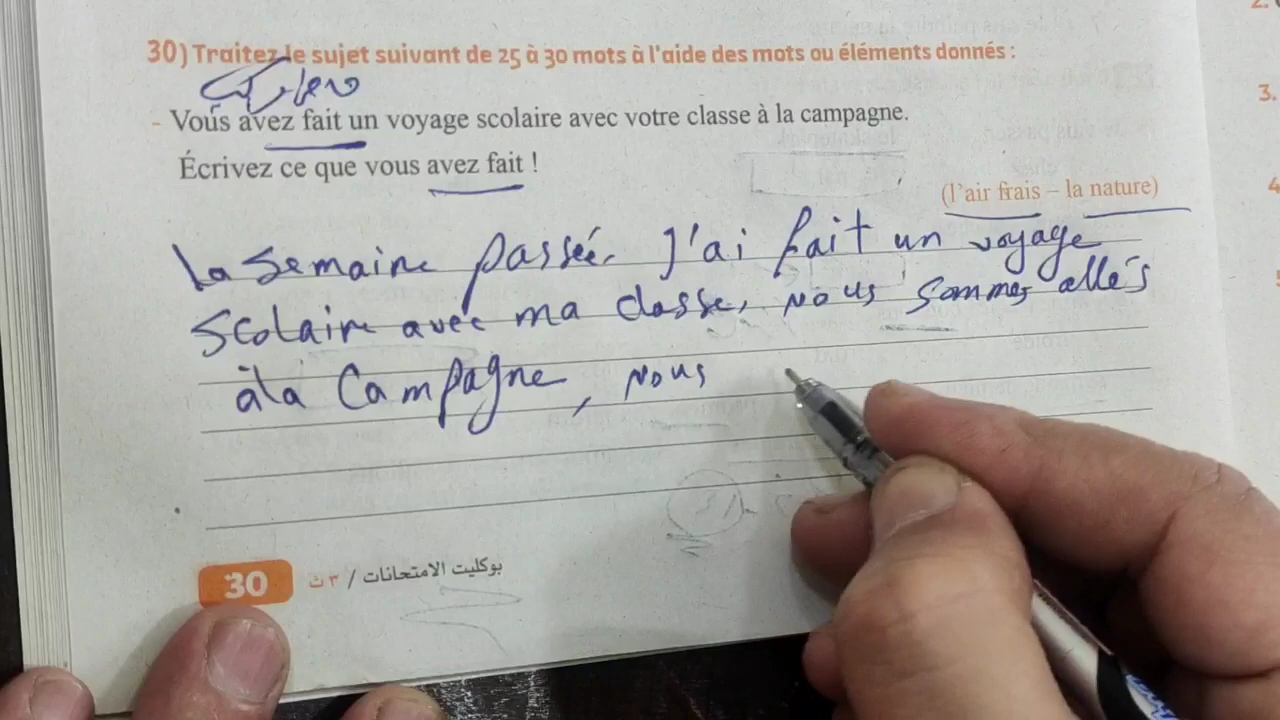 30) Traitez le sujet suivant de 25 à 30 mots à l'aide des mots ou éléments donnés :
- Vous avez fait un voyage scolaire avec votre classe à la campagne.
Écrivez ce que vous avez fait !
(l'air frais – la nature)
La semaine passée. J'ai fait un voyage
scolaire avec ma classe, nous sommes allés
à la Campagne, nous
30
بوكليت الامتحانات / ٣ ث
2.
3.
4